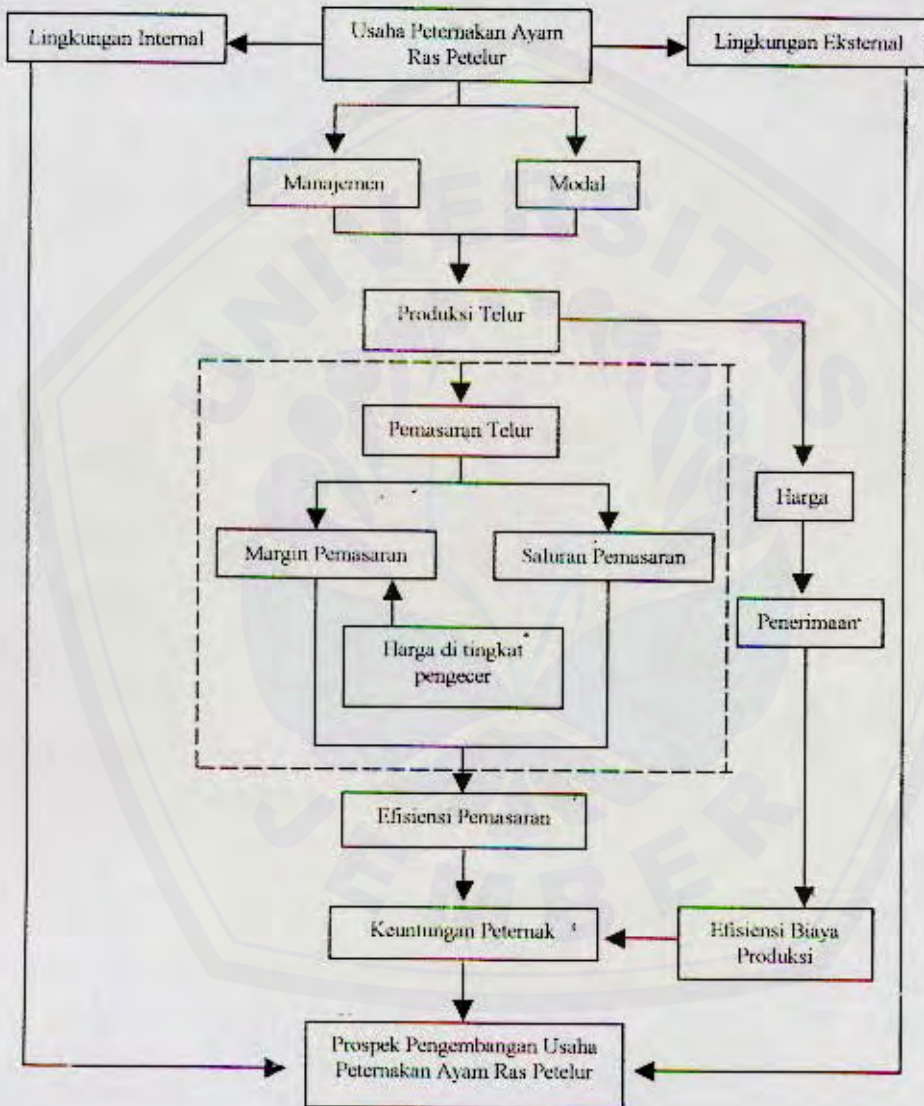 Lingkungan Internal
Usaha Peternakan Ayam
Ras Petelur
Lingkungan Eksternal
Manajemen
Modal
Produksi Telur
Pemasaran Telur
Harga
Margin Pemasaran
Saluran Pemasaran
Penerimaan
Harga di tingkat
pengecer
Efisiensi Pemasaran
Keuntungan Peternak
Efisiensi Biaya
Produksi
Prospek Pengembangan Usaha
Peternakan Ayam Ras Petelur
UNIVERSITAS
JEMBER